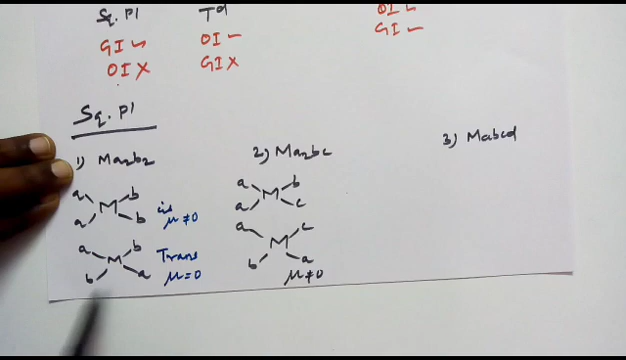 Sq. Pl Td
GI ✓ OI ✓ OI ✓
OI X GI X GI ✓
Sq. Pl
1) Ma2b2 2) Ma2bc 3) Mabcd
a b a b
M M
a b a c
cis
μ ≠ 0
a b a c
M M
b a b a
Trans
μ = 0 μ ≠ 0